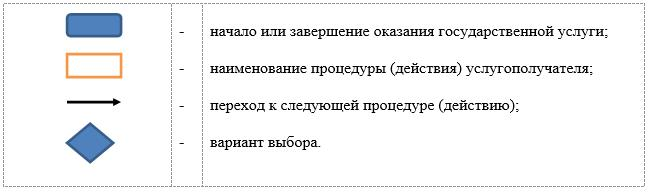 - начало или завершение оказания государственной услуги;
- наименование процедуры (действия) услугополучателя;
- переход к следующей процедуре (действию);
- вариант выбора.